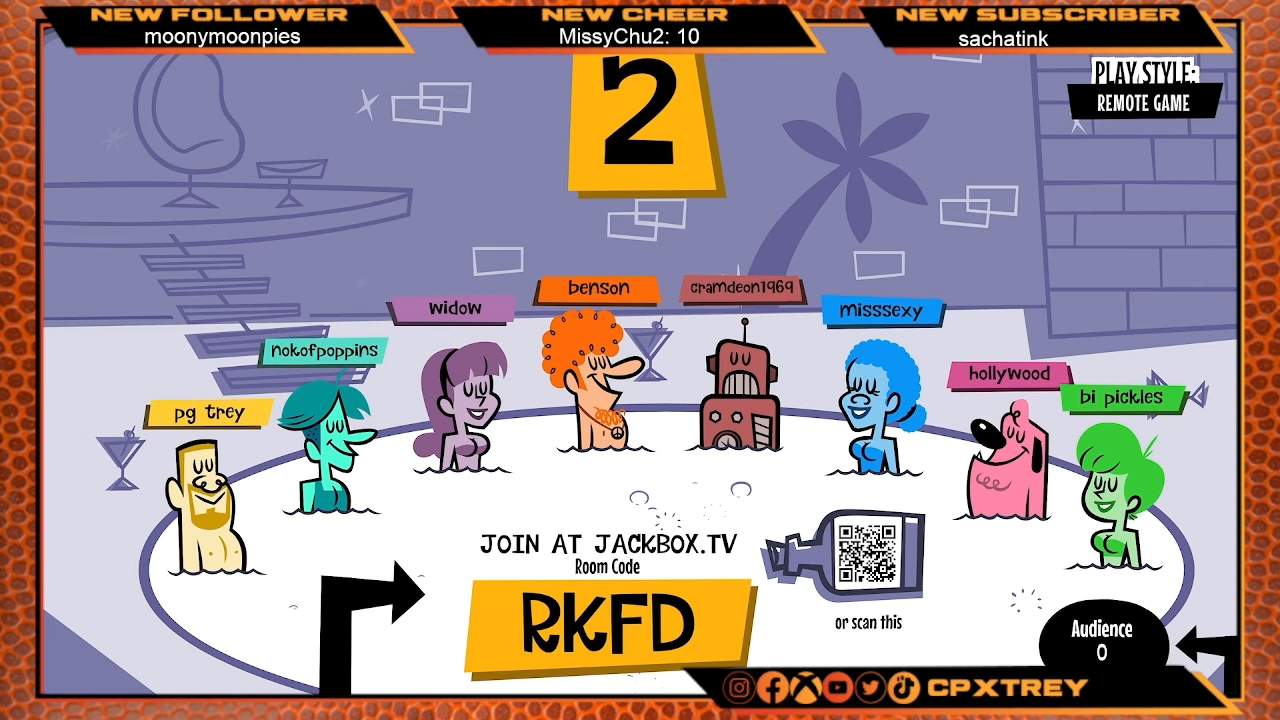 NEW FOLLOWER
moonymoonpies
NEW CHEER
MissyChu2: 10
NEW SUBSCRIBER
sachatink
PLAY STYLE:
REMOTE GAME
2
pg trey
nokofpoppins
widow
benson
cramdeon1969
misssexy
hollywood
bi pickles
JOIN AT JACKBOX.TV
Room Code
RKFD
or scan this
Audience
0
CPXTREY